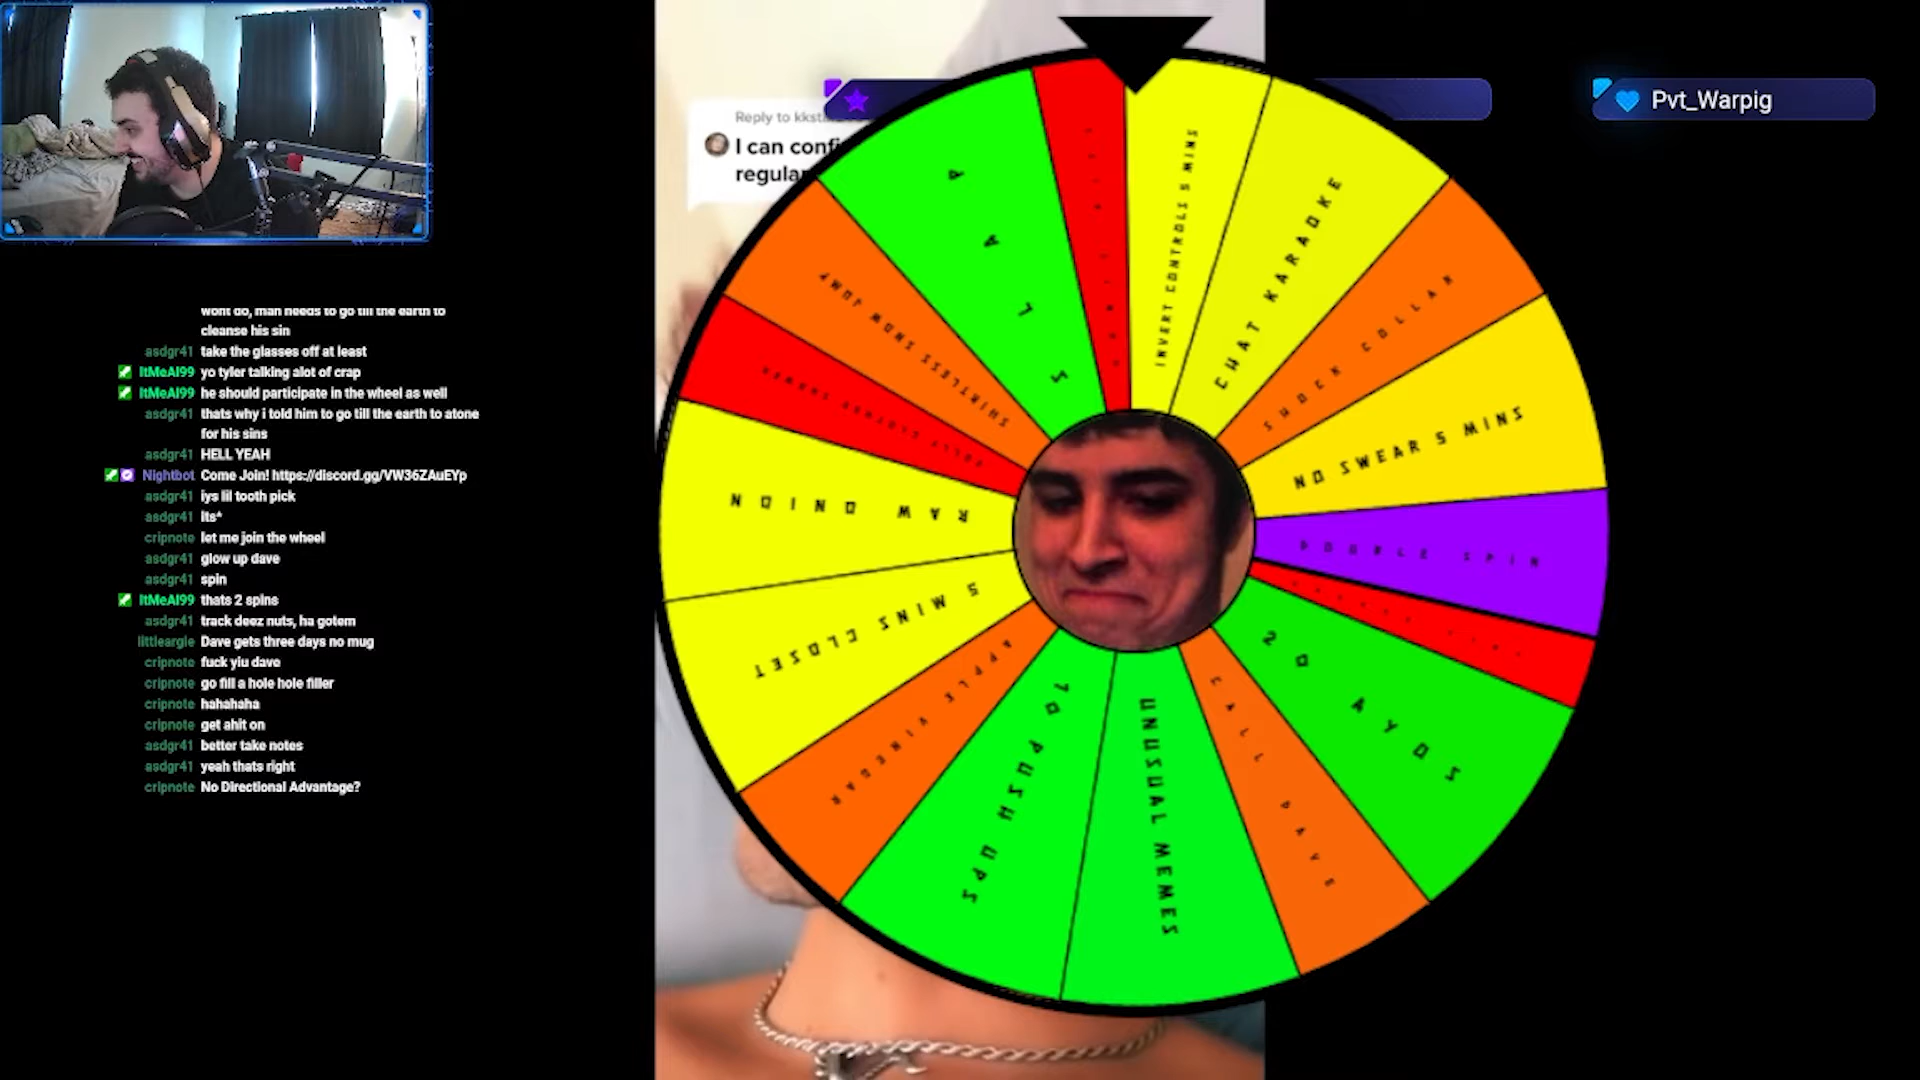 wont do, man needs to go till the earth to
cleanse his sin
asdgr41 take the glasses off at least
ItMeAl99 yo tyler talking alot of crap
ItMeAl99 he should participate in the wheel as well
asdgr41 thats why i told him to go till the earth to atone
for his sins
asdgr41 HELL YEAH
Nightbot Come Join! https://discord.gg/VW36ZAuEYp
asdgr41 iys lil tooth pick
asdgr41 its*
cripnote let me join the wheel
asdgr41 glow up dave
asdgr41 spin
ItMeAl99 thats 2 spins
asdgr41 track deez nuts, ha gotem
littleargle Dave gets three days no mug
cripnote fuck yiu dave
cripnote go fill a hole hole filler
cripnote hahahaha
cripnote get ahit on
asdgr41 better take notes
asdgr41 yeah thats right
cripnote No Directional Advantage?
Reply to
I can
Pvt_Warpig
INVERT CONTROLS 5 MINS
CHAT KARAOKE
SHOCK COLLAR
NO SWEAR 5 MINS
DOUBLE SPIN
20 AYOS
CALL DAVE
UNUSUAL MEMES
10 PUSH UPS
APPLE VINEGAR
5 MINS CLOSET
RAW ONION
FULLY CLOTHED SHOWER
SHIRTLESS SNOW JUMP